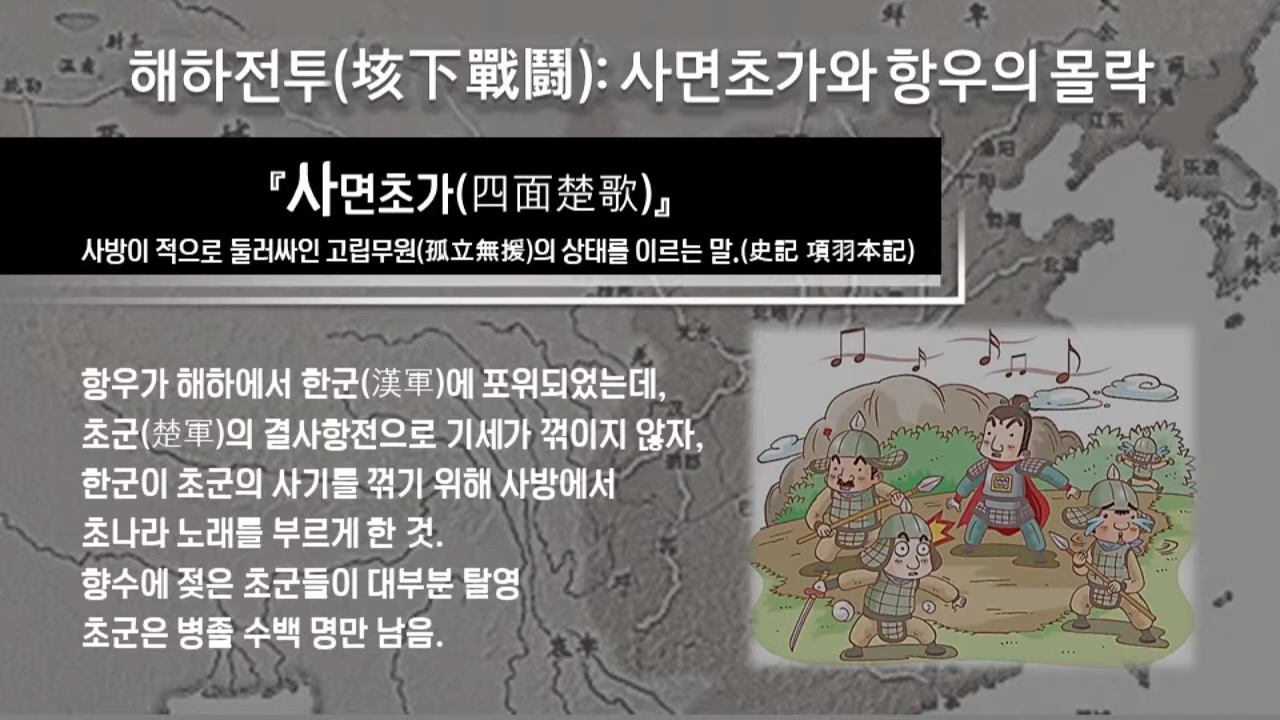 해하전투(垓下戰鬪): 사면초가와 항우의 몰락
『사면초가(四面楚歌)』
사방이 적으로 둘러싸인 고립무원(孤立無援)의 상태를 이르는 말.(史記 項羽本記)
항우가 해하에서 한군(漢軍)에 포위되었는데,
초군(楚軍)의 결사항전으로 기세가 꺾이지 않자,
한군이 초군의 사기를 꺾기 위해 사방에서
초나라 노래를 부르게 한 것.
향수에 젖은 초군들이 대부분 탈영
초군은 병졸 수백 명만 남음.
辽东
乐浪